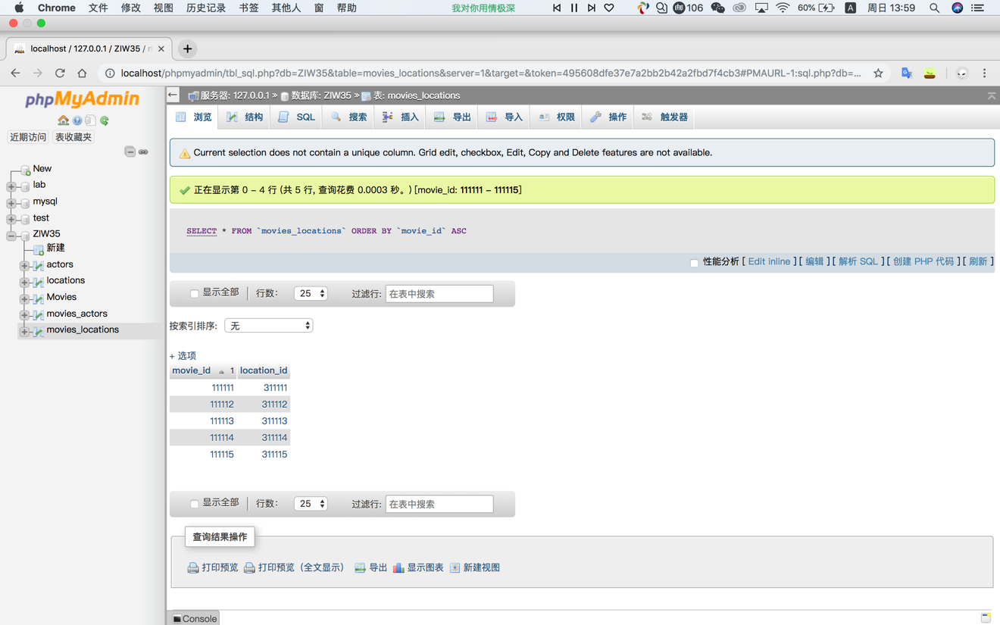 Chrome 文件 修改 视图 历史记录 书签 其他人 窗 帮助 我对你用情极深 106 60% A 周日 13:59
localhost / 127.0.0.1 / ZIW35 /
localhost/phpmyadmin/tbl_sql.php?db=ZIW35&table=movies_locations&server=1&target=&token=495608dfe37e7a2bb2b42a2fbd7f4cb3#PMAURL-1:sql.php?db=...
phpMyAdmin
近期访问 表收藏夹
New
lab
mysql
test
ZIW35
新建
actors
locations
Movies
movies_actors
movies_locations
服务器: 127.0.0.1 » 数据库: ZIW35 » 表: movies_locations
浏览 结构 SQL 搜索 插入 导出 导入 权限 操作 触发器
Current selection does not contain a unique column. Grid edit, checkbox, Edit, Copy and Delete features are not available.
正在显示第 0 - 4 行 (共 5 行, 查询花费 0.0003 秒。) [movie_id: 111111 - 111115]
SELECT * FROM `movies_locations` ORDER BY `movie_id` ASC
性能分析 [ Edit inline ] [ 编辑 ] [ 解析 SQL ] [ 创建 PHP 代码 ] [ 刷新 ]
显示全部 行数: 25 过滤行: 在表中搜索
按索引排序: 无
+ 选项
movie_id 1 location_id
111111 311111
111112 311112
111113 311113
111114 311114
111115 311115
显示全部 行数: 25 过滤行: 在表中搜索
查询结果操作
打印预览 打印预览（全文显示） 导出 显示图表 新建视图
Console